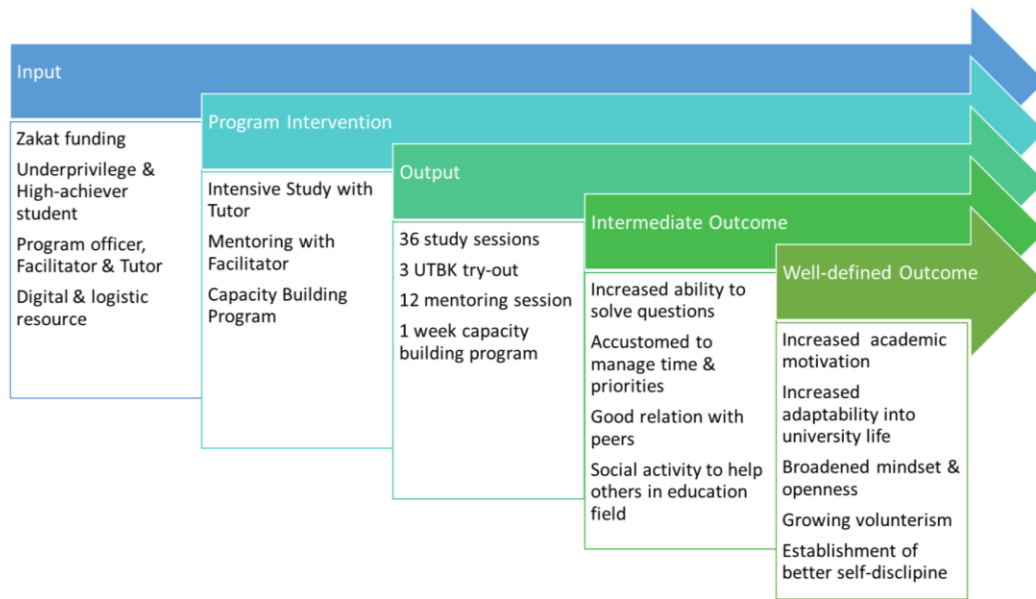 Input
Zakat funding
Underprivilege &
High-achiever
student
Program officer,
Facilitator & Tutor
Digital & logistic
resource
Program Intervention
Intensive Study with
Tutor
Mentoring with
Facilitator
Capacity Building
Program
Output
36 study sessions
3 UTBK try-out
12 mentoring session
1 week capacity
building program
Intermediate Outcome
Increased ability to
solve questions
Accustomed to
manage time &
priorities
Good relation with
peers
Social activity to help
others in education
field
Well-defined Outcome
Increased academic
motivation
Increased
adaptability into
university life
Broadened mindset &
openness
Growing volunterism
Establishment of
better self-disclipine